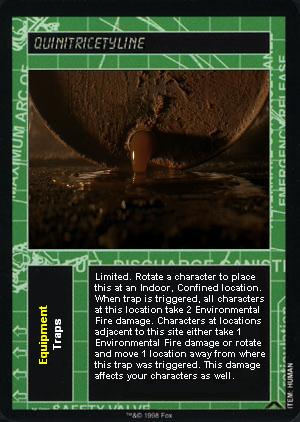 QUINITRICETYLINE
MAXIMUM ARC OF
EMERGENCY RELEASE
Equipment
Traps
Limited. Rotate a character to place
this at an Indoor, Confined location.
When trap is triggered, all characters
at this location take 2 Environmental
Fire damage. Characters at locations
adjacent to this site either take 1
Environmental Fire damage or rotate
and move 1 location away from where
this trap was triggered. This damage
affects your characters as well.
ITEM: HUMAN
SAFETY VALVE
™&© 1998 Fox